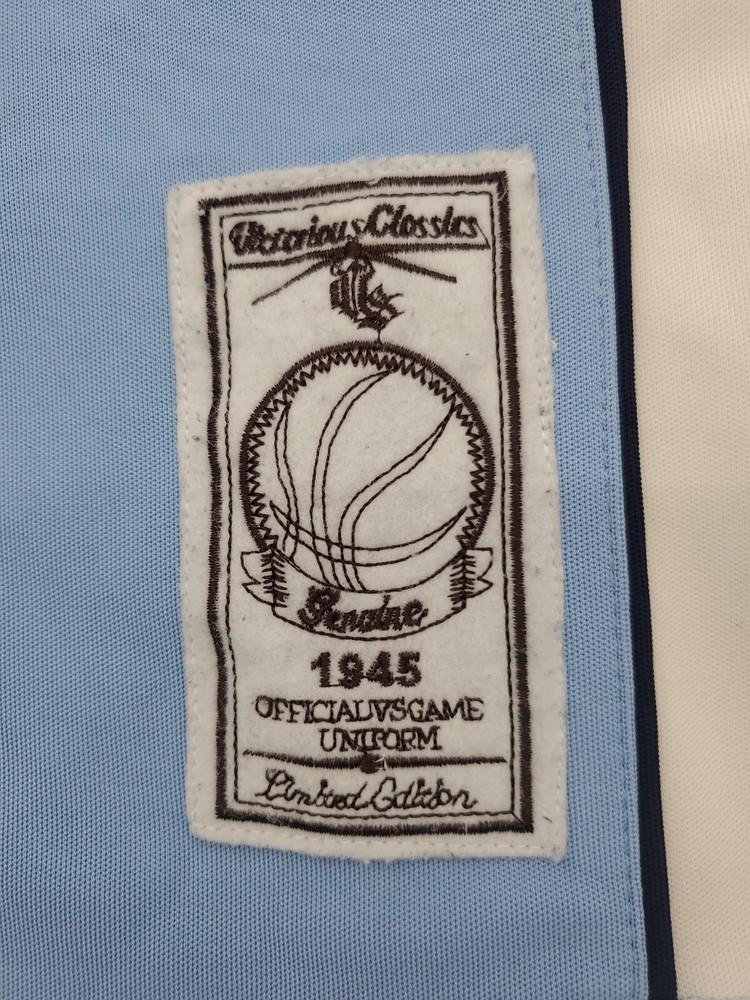 Victorious Classics
VC
Genuine
1945
OFFICIALVSGAME
UNIFORM
Limited Edition